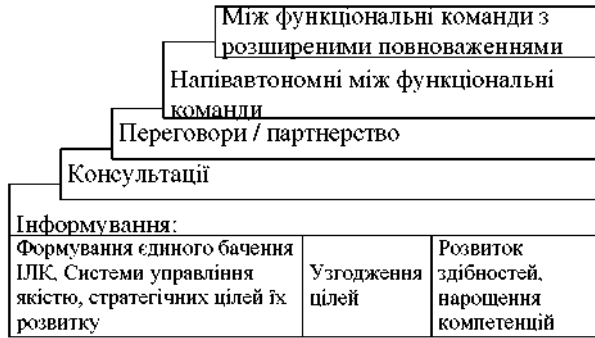 Між функціональні команди з
розширеними повноваженнями
Напівавтономні між функціональні
команди
Переговори / партнерство
Консультації
Інформування:
Формування єдиного бачення
ІЛК, Системи управління
якістю, стратегічних цілей їх
розвитку
Узгодження
цілей
Розвиток
здібностей,
нарощення
компетенцій